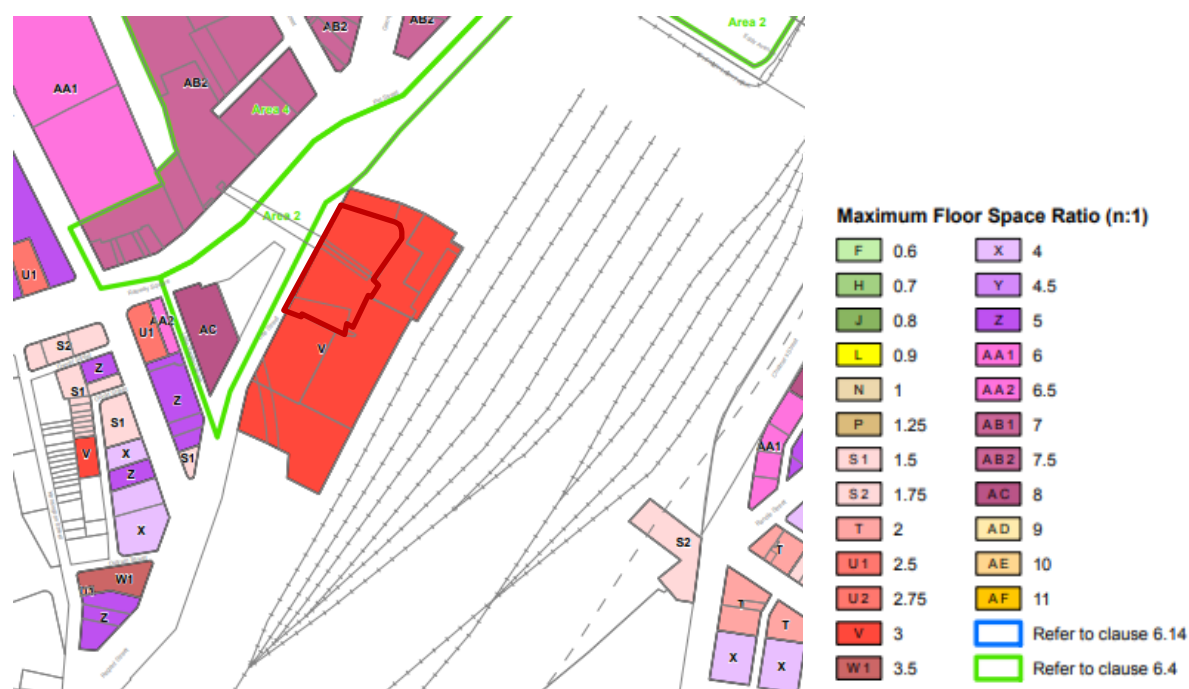 Area 2
AB2
AB2
AA1
AB2
Area 4
Area 2
U1
AA2
U1
AC
S2
Z
V
S1
Z
S1
X
V
Z
S1
X
W1
Z
AA1
S2
T
T
T
X
X
Maximum Floor Space Ratio (n:1)
F 0.6
H 0.7
J 0.8
L 0.9
N 1
P 1.25
S1 1.5
S2 1.75
T 2
U1 2.5
U2 2.75
V 3
W1 3.5
X 4
Y 4.5
Z 5
AA1 6
AA2 6.5
AB1 7
AB2 7.5
AC 8
AD 9
AE 10
AF 11
Refer to clause 6.14
Refer to clause 6.4